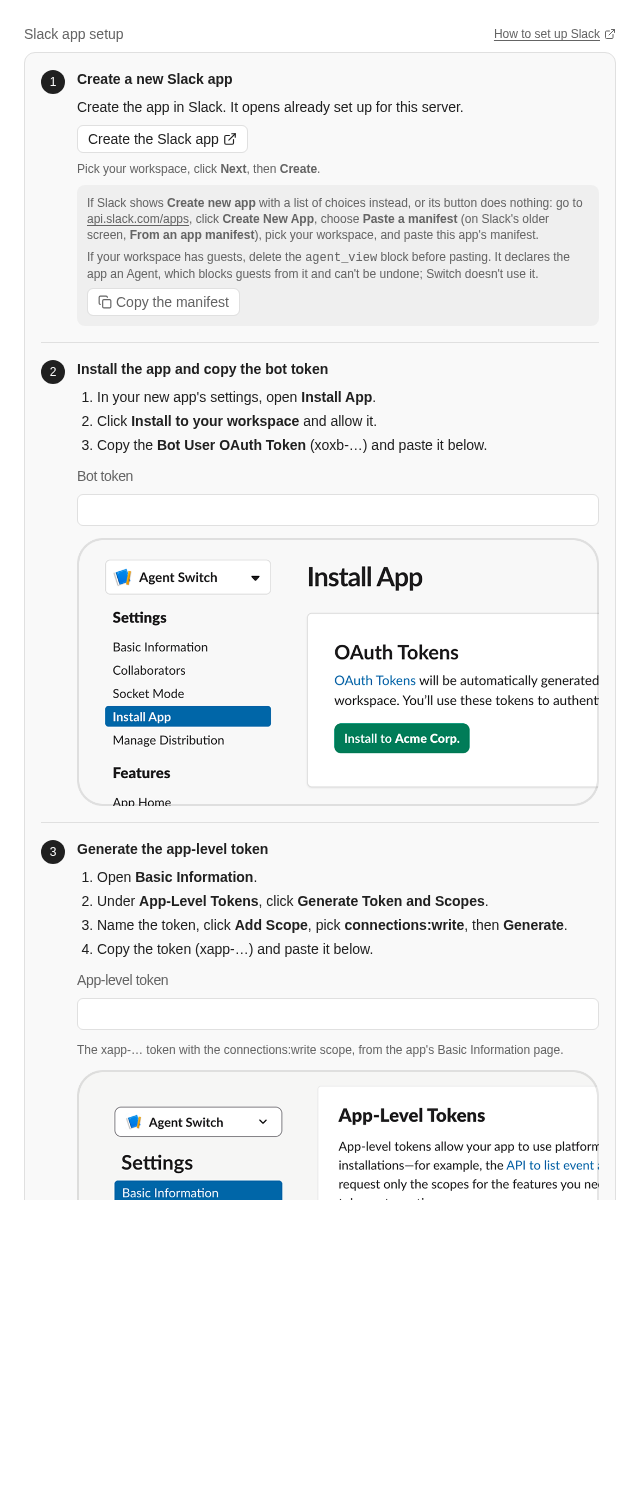 Slack app setup
How to set up Slack
1
Create a new Slack app
Create the app in Slack. It opens already set up for this server.
Create the Slack app
Pick your workspace, click Next, then Create.
If Slack shows Create new app with a list of choices instead, or its button does nothing: go to
api.slack.com/apps, click Create New App, choose Paste a manifest (on Slack's older
screen, From an app manifest), pick your workspace, and paste this app's manifest.
If your workspace has guests, delete the agent_view block before pasting. It declares the
app an Agent, which blocks guests from it and can't be undone; Switch doesn't use it.
Copy the manifest
2
Install the app and copy the bot token
1. In your new app's settings, open Install App.
2. Click Install to your workspace and allow it.
3. Copy the Bot User OAuth Token (xoxb-…) and paste it below.
Bot token
Agent Switch
Settings
Basic Information
Collaborators
Socket Mode
Install App
Manage Distribution
Features
App Home
Install App
OAuth Tokens
OAuth Tokens will be automatically generated
workspace. You’ll use these tokens to authent
Install to Acme Corp.
3
Generate the app-level token
1. Open Basic Information.
2. Under App-Level Tokens, click Generate Token and Scopes.
3. Name the token, click Add Scope, pick connections:write, then Generate.
4. Copy the token (xapp-…) and paste it below.
App-level token
The xapp-… token with the connections:write scope, from the app's Basic Information page.
Agent Switch
Settings
Basic Information
App-Level Tokens
App-level tokens allow your app to use platform
installations—for example, the API to list event
request only the scopes for the features you ne